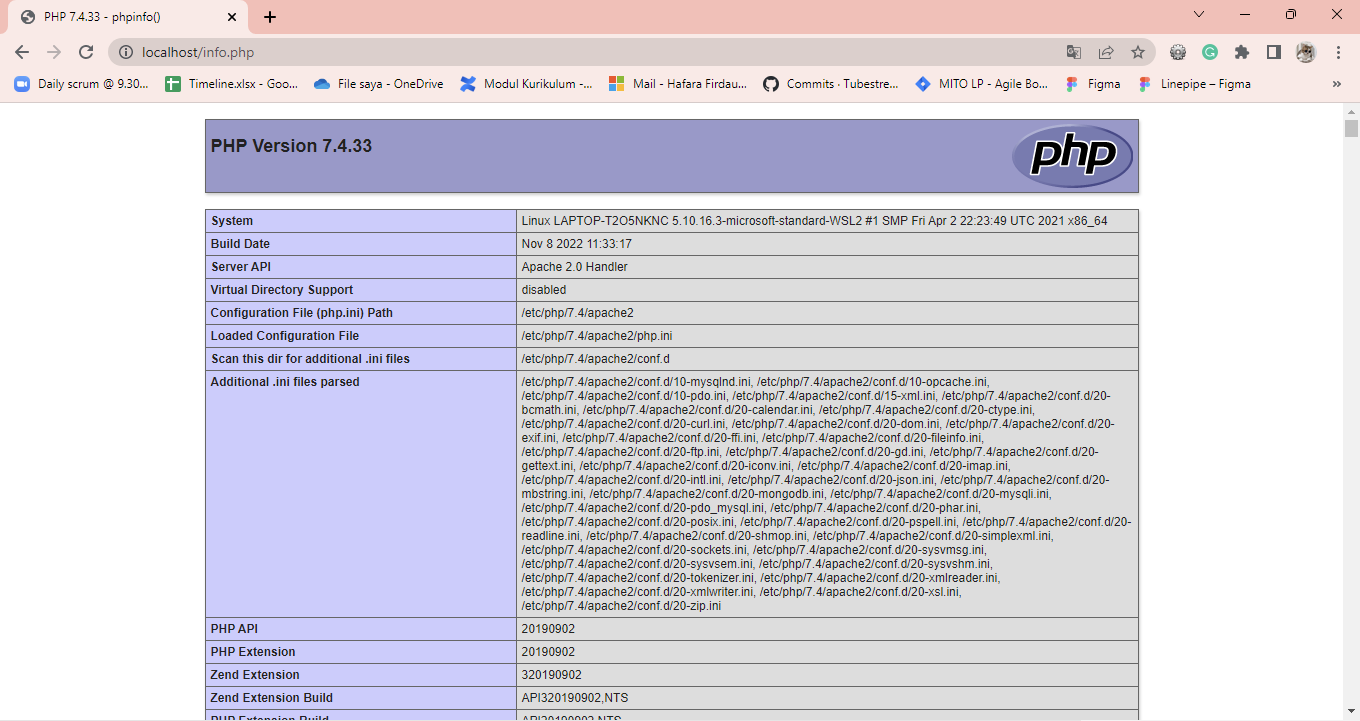 PHP 7.4.33 - phpinfo()
localhost/info.php
Daily scrum @ 9.30... Timeline.xlsx - Goo... File saya - OneDrive Modul Kurikulum -... Mail - Hafara Firdau... Commits · Tubestre... MITO LP - Agile Bo... Figma Linepipe – Figma »
PHP Version 7.4.33
php
System Linux LAPTOP-T2O5NKNC 5.10.16.3-microsoft-standard-WSL2 #1 SMP Fri Apr 2 22:23:49 UTC 2021 x86_64
Build Date Nov 8 2022 11:33:17
Server API Apache 2.0 Handler
Virtual Directory Support disabled
Configuration File (php.ini) Path /etc/php/7.4/apache2
Loaded Configuration File /etc/php/7.4/apache2/php.ini
Scan this dir for additional .ini files /etc/php/7.4/apache2/conf.d
Additional .ini files parsed /etc/php/7.4/apache2/conf.d/10-mysqlnd.ini, /etc/php/7.4/apache2/conf.d/10-opcache.ini,
/etc/php/7.4/apache2/conf.d/10-pdo.ini, /etc/php/7.4/apache2/conf.d/15-xml.ini, /etc/php/7.4/apache2/conf.d/20-
bcmath.ini, /etc/php/7.4/apache2/conf.d/20-calendar.ini, /etc/php/7.4/apache2/conf.d/20-ctype.ini,
/etc/php/7.4/apache2/conf.d/20-curl.ini, /etc/php/7.4/apache2/conf.d/20-dom.ini, /etc/php/7.4/apache2/conf.d/20-
exif.ini, /etc/php/7.4/apache2/conf.d/20-ffi.ini, /etc/php/7.4/apache2/conf.d/20-fileinfo.ini,
/etc/php/7.4/apache2/conf.d/20-ftp.ini, /etc/php/7.4/apache2/conf.d/20-gd.ini, /etc/php/7.4/apache2/conf.d/20-
gettext.ini, /etc/php/7.4/apache2/conf.d/20-iconv.ini, /etc/php/7.4/apache2/conf.d/20-imap.ini,
/etc/php/7.4/apache2/conf.d/20-intl.ini, /etc/php/7.4/apache2/conf.d/20-json.ini, /etc/php/7.4/apache2/conf.d/20-
mbstring.ini, /etc/php/7.4/apache2/conf.d/20-mongodb.ini, /etc/php/7.4/apache2/conf.d/20-mysqli.ini,
/etc/php/7.4/apache2/conf.d/20-pdo_mysql.ini, /etc/php/7.4/apache2/conf.d/20-phar.ini,
/etc/php/7.4/apache2/conf.d/20-posix.ini, /etc/php/7.4/apache2/conf.d/20-pspell.ini, /etc/php/7.4/apache2/conf.d/20-
readline.ini, /etc/php/7.4/apache2/conf.d/20-shmop.ini, /etc/php/7.4/apache2/conf.d/20-simplexml.ini,
/etc/php/7.4/apache2/conf.d/20-sockets.ini, /etc/php/7.4/apache2/conf.d/20-sysvmsg.ini,
/etc/php/7.4/apache2/conf.d/20-sysvsem.ini, /etc/php/7.4/apache2/conf.d/20-sysvshm.ini,
/etc/php/7.4/apache2/conf.d/20-tokenizer.ini, /etc/php/7.4/apache2/conf.d/20-xmlreader.ini,
/etc/php/7.4/apache2/conf.d/20-xmlwriter.ini, /etc/php/7.4/apache2/conf.d/20-xsl.ini,
/etc/php/7.4/apache2/conf.d/20-zip.ini
PHP API 20190902
PHP Extension 20190902
Zend Extension 320190902
Zend Extension Build API320190902,NTS
PHP Extension Build API20190902,NTS